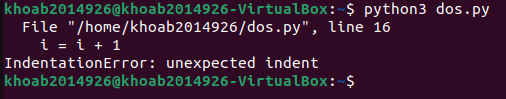 khoab2014926@khoab2014926-VirtualBox:~$ python3 dos.py
  File "/home/khoab2014926/dos.py", line 16
    i = i + 1
IndentationError: unexpected indent
khoab2014926@khoab2014926-VirtualBox:~$